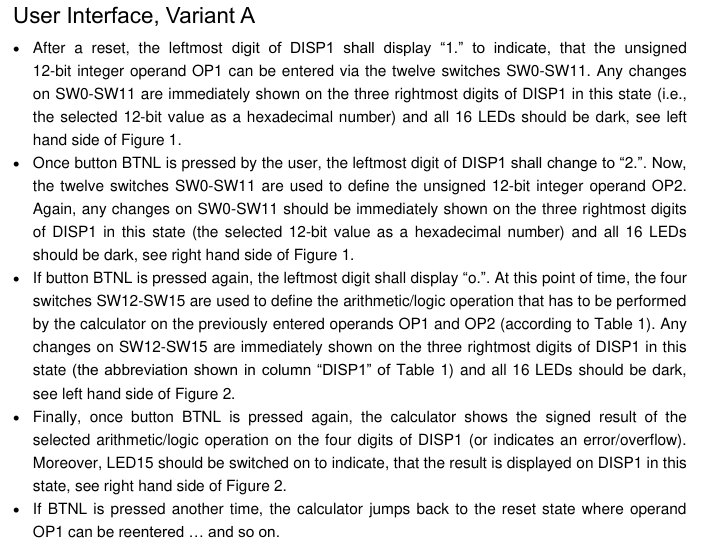 User Interface, Variant A
• After a reset, the leftmost digit of DISP1 shall display “1.” to indicate, that the unsigned
12-bit integer operand OP1 can be entered via the twelve switches SW0-SW11. Any changes
on SW0-SW11 are immediately shown on the three rightmost digits of DISP1 in this state (i.e.,
the selected 12-bit value as a hexadecimal number) and all 16 LEDs should be dark, see left
hand side of Figure 1.
• Once button BTNL is pressed by the user, the leftmost digit of DISP1 shall change to “2.”. Now,
the twelve switches SW0-SW11 are used to define the unsigned 12-bit integer operand OP2.
Again, any changes on SW0-SW11 should be immediately shown on the three rightmost digits
of DISP1 in this state (the selected 12-bit value as a hexadecimal number) and all 16 LEDs
should be dark, see right hand side of Figure 1.
• If button BTNL is pressed again, the leftmost digit shall display “o.”. At this point of time, the four
switches SW12-SW15 are used to define the arithmetic/logic operation that has to be performed
by the calculator on the previously entered operands OP1 and OP2 (according to Table 1). Any
changes on SW12-SW15 are immediately shown on the three rightmost digits of DISP1 in this
state (the abbreviation shown in column “DISP1” of Table 1) and all 16 LEDs should be dark,
see left hand side of Figure 2.
• Finally, once button BTNL is pressed again, the calculator shows the signed result of the
selected arithmetic/logic operation on the four digits of DISP1 (or indicates an error/overflow).
Moreover, LED15 should be switched on to indicate, that the result is displayed on DISP1 in this
state, see right hand side of Figure 2.
• If BTNL is pressed another time, the calculator jumps back to the reset state where operand
OP1 can be reentered … and so on.